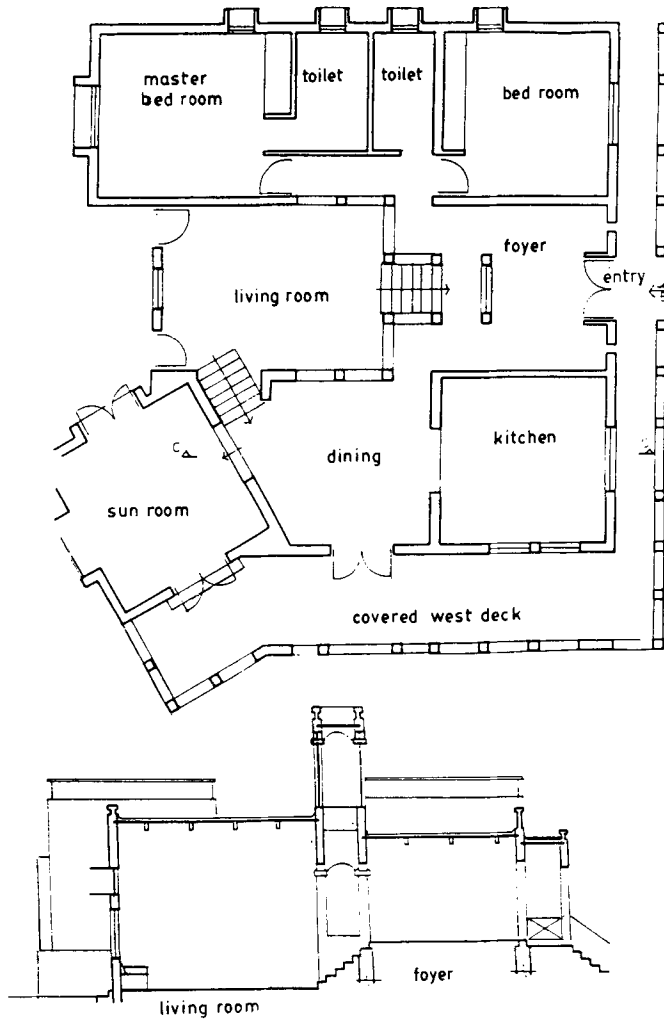 master
bed room
toilet
toilet
bed room
foyer
entry
living room
kitchen
dining
C
sun room
covered west deck
foyer
living room